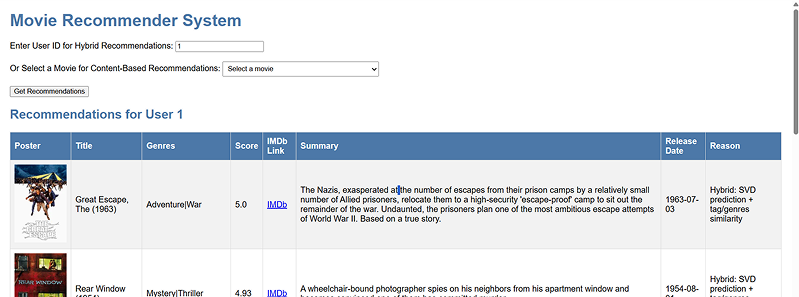 Movie Recommender System
Enter User ID for Hybrid Recommendations: 1
Or Select a Movie for Content-Based Recommendations: Select a movie
Get Recommendations
Recommendations for User 1
Poster Title Genres Score IMDb Link Summary Release Date Reason
THE GREAT ESCAPE
Great Escape, The (1963)
Adventure|War
5.0
IMDb
The Nazis, exasperated at the number of escapes from their prison camps by a relatively small
number of Allied prisoners, relocate them to a high-security 'escape-proof' camp to sit out the
remainder of the war. Undaunted, the prisoners plan one of the most ambitious escape attempts
of World War II. Based on a true story.
1963-07-
03
Hybrid: SVD
prediction +
tag/genres
similarity
REAR WINDOW
Rear Window
Mystery|Thriller
4.93
IMDb
A wheelchair-bound photographer spies on his neighbors from his apartment window and
1954-08-
Hybrid: SVD
prediction +